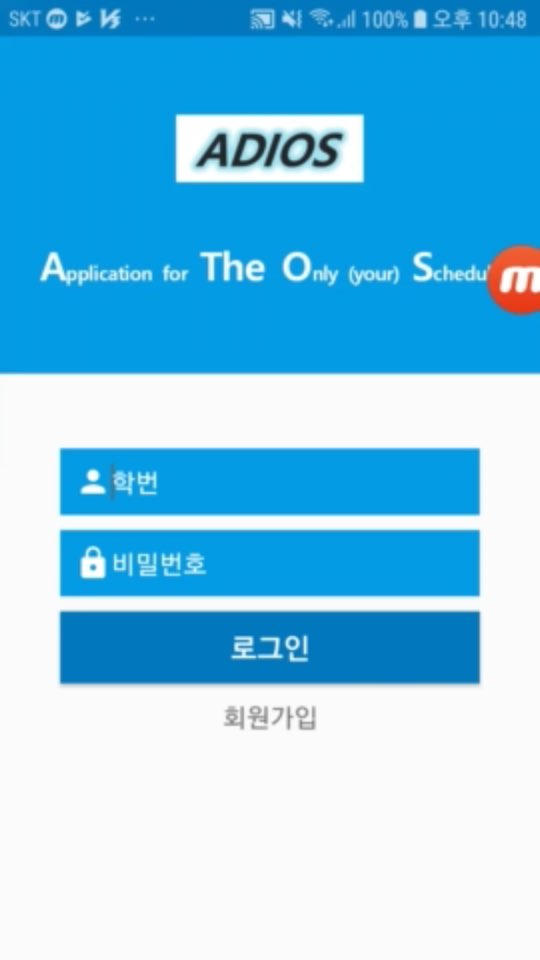 SKT ... 100% 오후 10:48
ADIOS
Application for The Only (your) Schedul
m
학번
비밀번호
로그인
회원가입